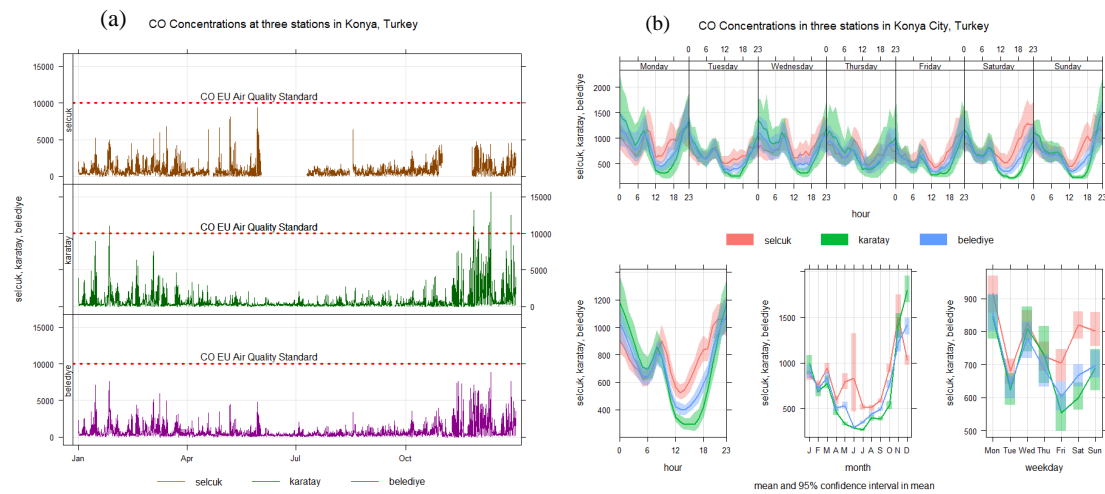 (a)
CO Concentrations at three stations in Konya, Turkey
selcuk, karatay, belediye
selcuk
15000
10000
5000
0
CO EU Air Quality Standard
karatay
15000
10000
5000
0
CO EU Air Quality Standard
belediye
15000
10000
5000
0
CO EU Air Quality Standard
Jan Apr Jul Oct
selcuk karatay belediye
(b)
CO Concentrations in three stations in Konya City, Turkey
0 6 12 18 23 0 6 12 18 23 0 6 12 18 23
Monday Tuesday Wednesday Thursday Friday Saturday Sunday
selcuk, karatay, belediye
2000
1500
1000
500
0 6 12 18 23 0 6 12 18 23 0 6 12 18 23 0 6 12 18 23
hour
selcuk karatay belediye
selcuk, karatay, belediye
1200
1000
800
600
400
0 6 12 18 23
hour
selcuk, karatay, belediye
1500
1000
500
J F M A M J J A S O N D
month
selcuk, karatay, belediye
900
800
700
600
500
Mon Tue Wed Thu Fri Sat Sun
weekday
mean and 95% confidence interval in mean